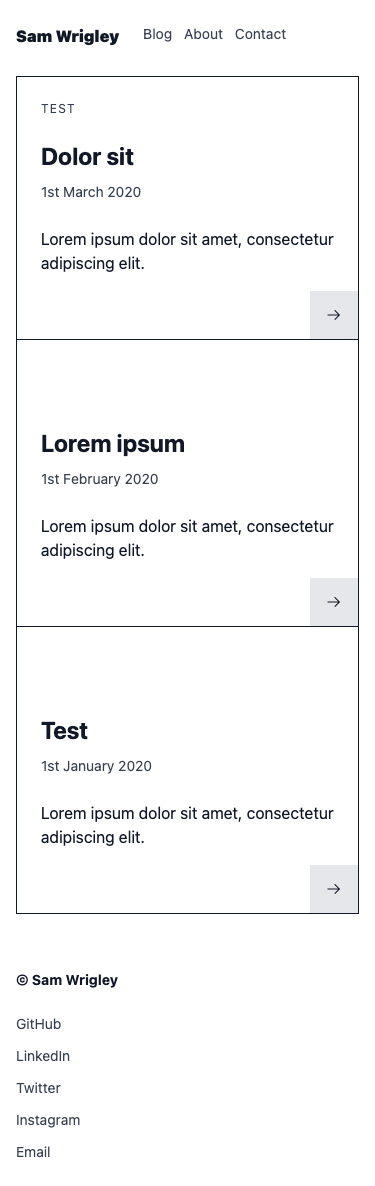 Sam Wrigley Blog About Contact
TEST
Dolor sit
1st March 2020
Lorem ipsum dolor sit amet, consectetur
adipiscing elit.
→
Lorem ipsum
1st February 2020
Lorem ipsum dolor sit amet, consectetur
adipiscing elit.
→
Test
1st January 2020
Lorem ipsum dolor sit amet, consectetur
adipiscing elit.
→
© Sam Wrigley
GitHub
LinkedIn
Twitter
Instagram
Email